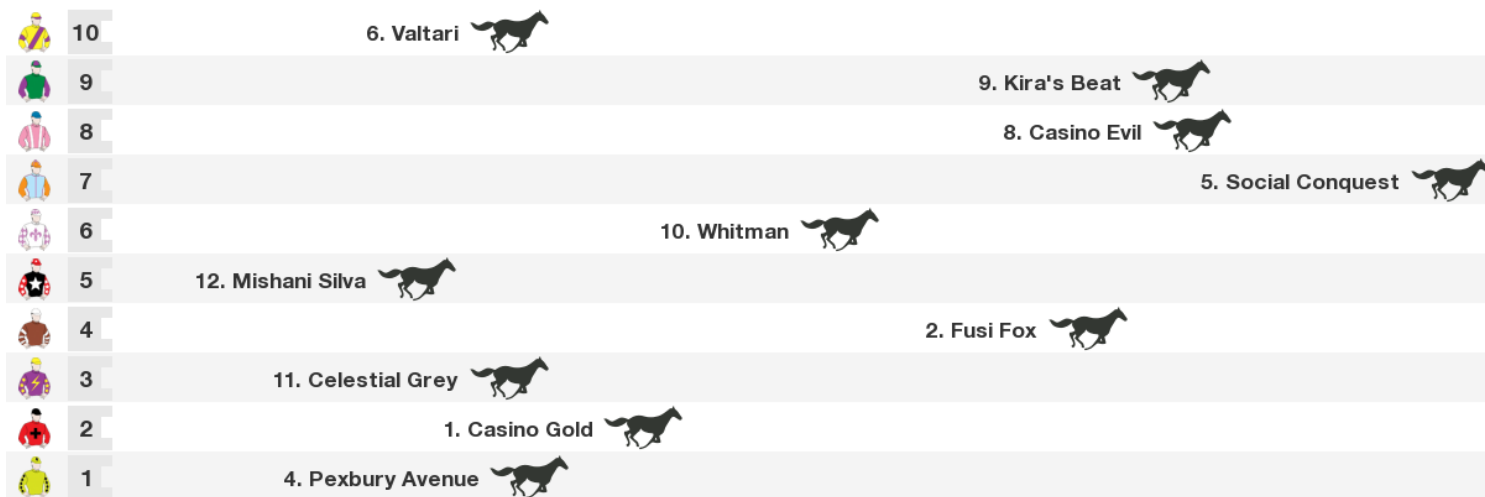 10 6. Valtari
9 9. Kira's Beat
8 8. Casino Evil
7 5. Social Conquest
6 10. Whitman
5 12. Mishani Silva
4 2. Fusi Fox
3 11. Celestial Grey
2 1. Casino Gold
1 4. Pexbury Avenue